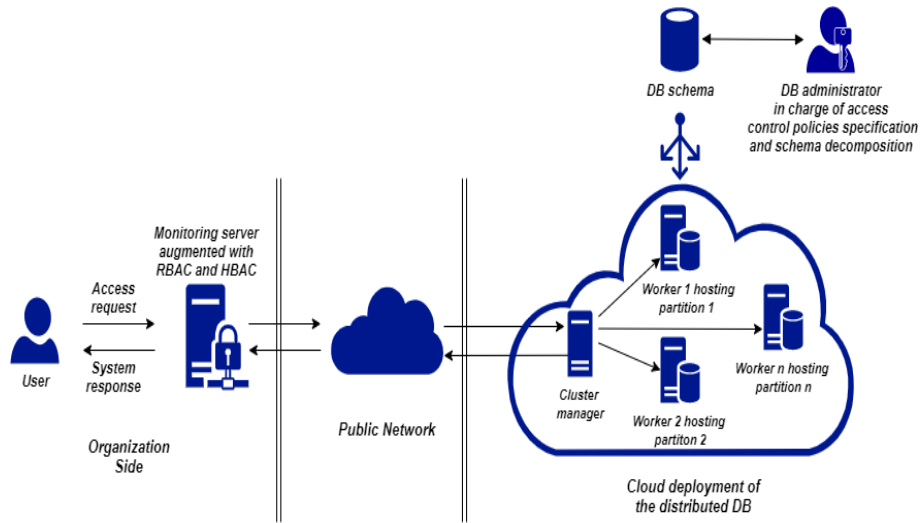 DB schema
DB administrator
in charge of access
control policies specification
and schema decomposition
Monitoring server
augmented with
RBAC and HBAC
Access
request
System
response
User
Organization
Side
Public Network
Cluster
manager
Worker 1 hosting
partition 1
Worker 2 hosting
partiton 2
Worker n hosting
partition n
Cloud deployment of
the distributed DB